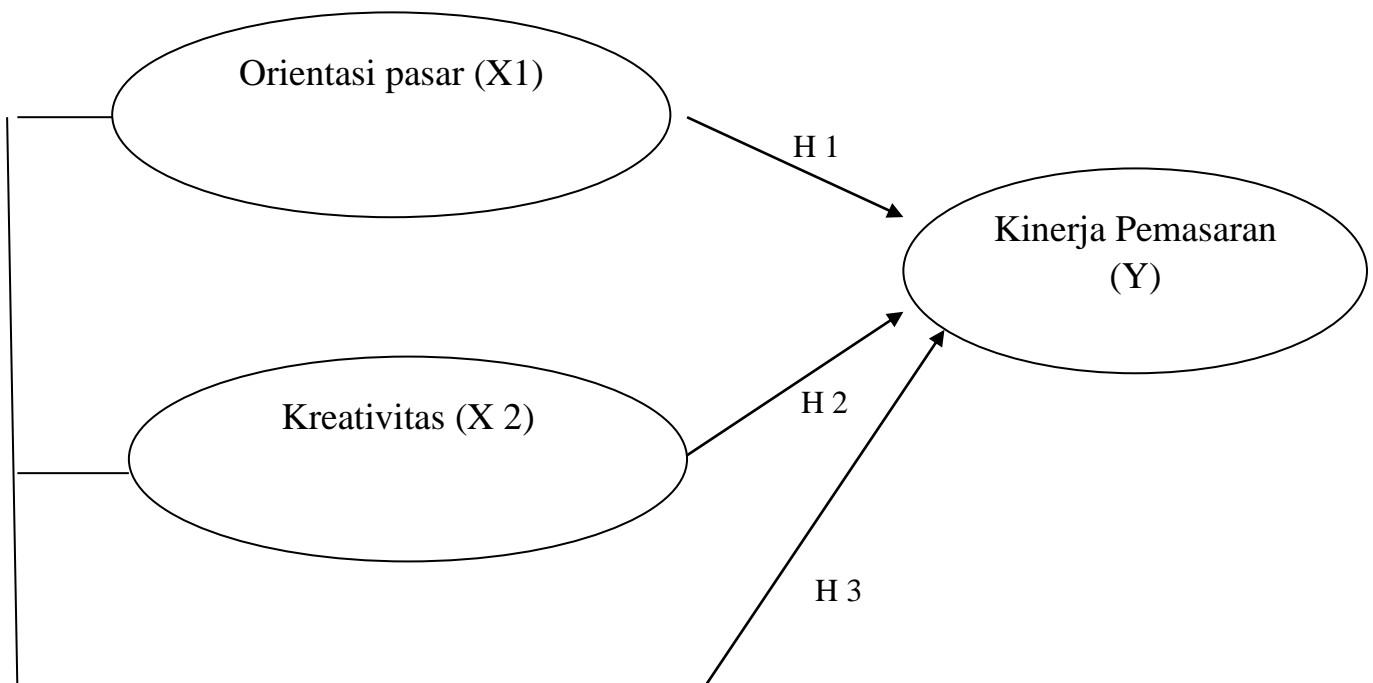 Orientasi pasar (X1)
H 1
Kinerja Pemasaran
(Y)
Kreativitas (X 2)
H 2
H 3